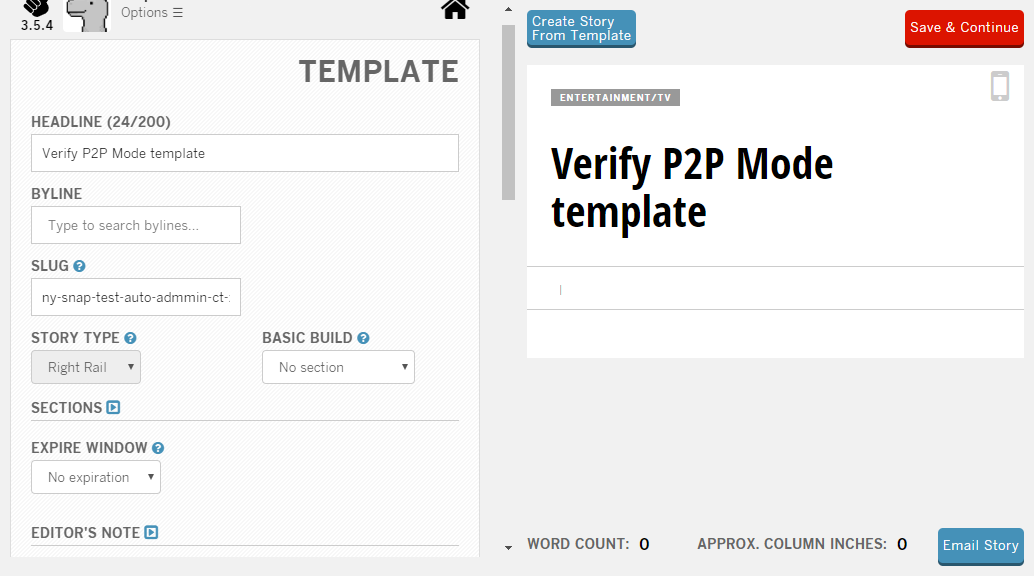 3.5.4
Options ☰
TEMPLATE
HEADLINE (24/200)
Verify P2P Mode template
BYLINE
Type to search bylines...
SLUG ?
ny-snap-test-auto-admmin-ct-
STORY TYPE ? BASIC BUILD ?
Right Rail No section
SECTIONS
EXPIRE WINDOW ?
No expiration
EDITOR'S NOTE
Create Story
From Template
Save & Continue
ENTERTAINMENT/TV
Verify P2P Mode
template
|
WORD COUNT: 0 APPROX. COLUMN INCHES: 0
Email Story